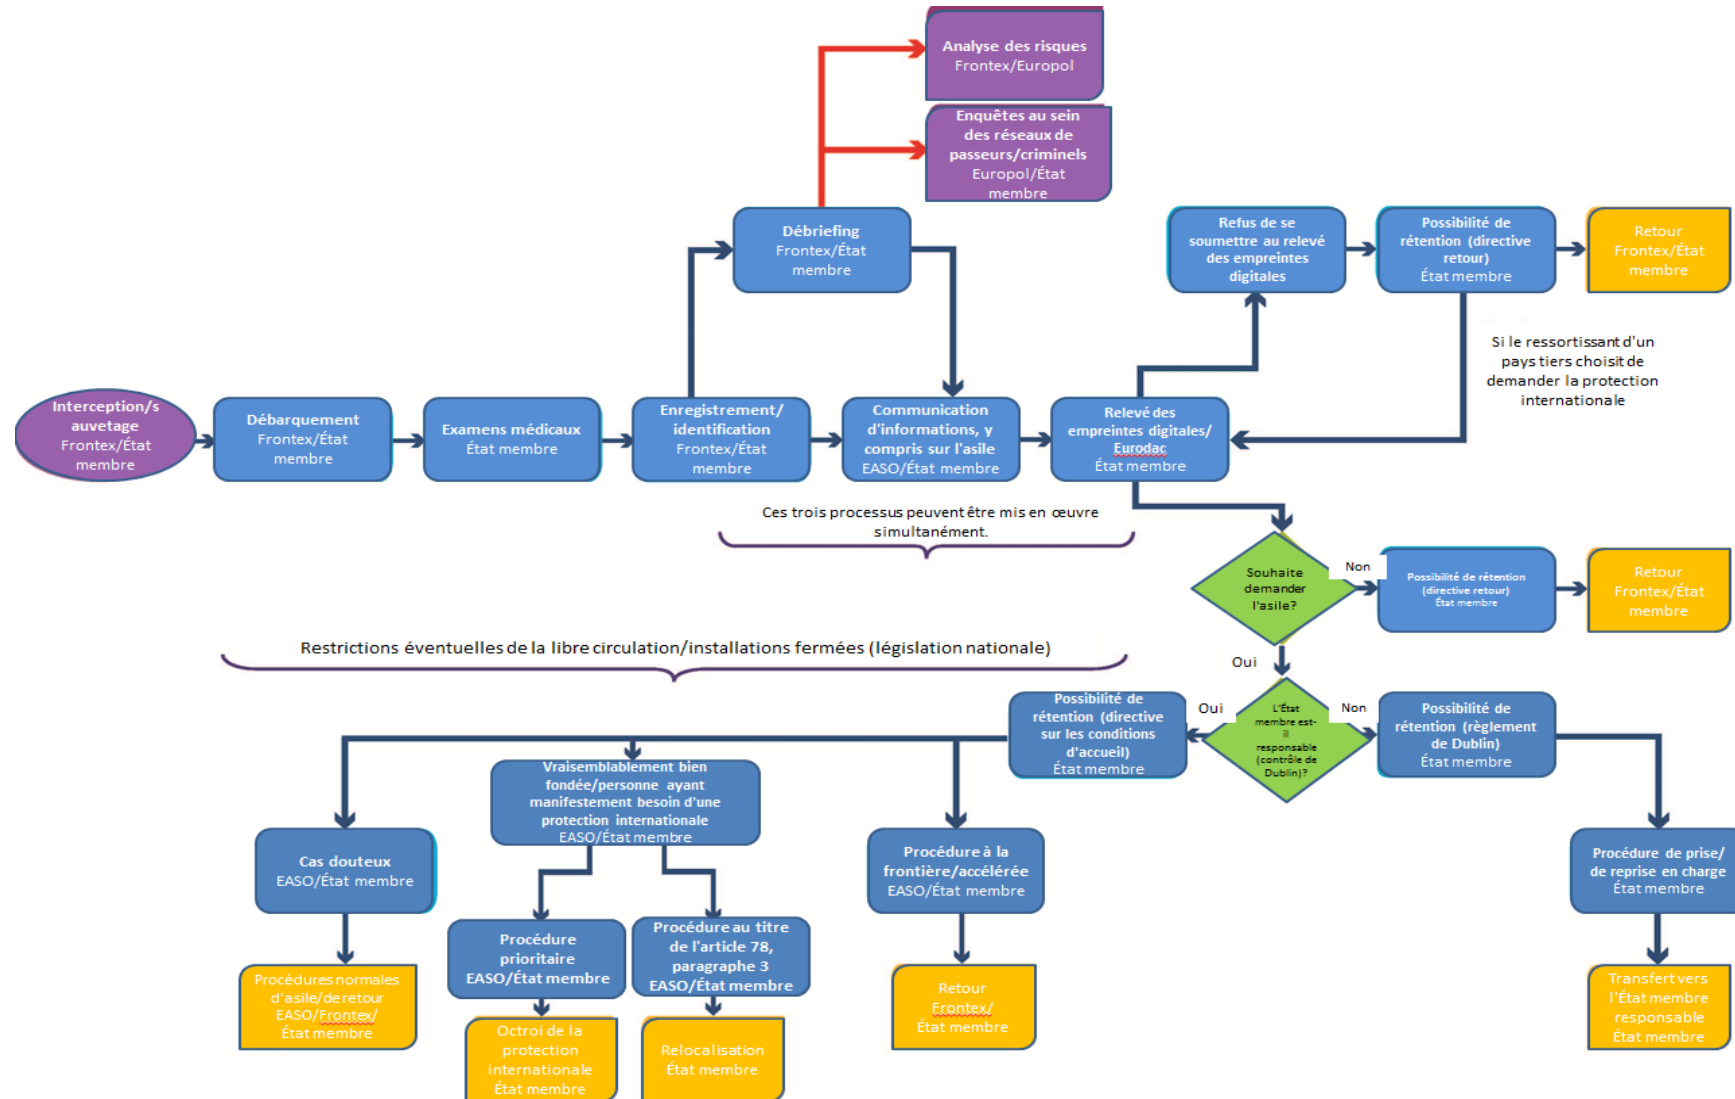 Analyse des risques
Frontex/Europol
Enquêtes au sein
des réseaux de
passeurs/criminels
Europol/État
membre
Débriefing
Frontex/État
membre
Refus de se
soumettre au relevé
des empreintes
digitales
Possibilité de
rétention (directive
retour)
État membre
Retour
Frontex/État
membre
Si le ressortissant d'un
pays tiers choisit de
demander la protection
internationale
Interception/s
auvetage
Frontex/État
membre
Débarquement
Frontex/État
membre
Examens médicaux
État membre
Enregistrement/
identification
Frontex/État
membre
Communication
d'informations, y
compris sur l'asile
EASO/État membre
Relevé des
empreintes digitales/
Eurodac
État membre
Ces trois processus peuvent être mis en œuvre
simultanément.
Souhaite
demander
l'asile?
Non
Possibilité de rétention
(directive retour)
État membre
Retour
Frontex/État
membre
Restrictions éventuelles de la libre circulation/installations fermées (législation nationale)
Oui
Possibilité de
rétention (directive
sur les conditions
d'accueil)
État membre
Oui
L'État
membre est-
il
responsable
(contrôle de
Dublin)?
Non
Possibilité de
rétention (règlement
de Dublin)
État membre
Vraisemblablement bien
fondée/personne ayant
manifestement besoin d'une
protection internationale
EASO/État membre
Cas douteux
EASO/État membre
Procédure à la
frontière/accélérée
EASO/État membre
Procédure de prise/
de reprise en charge
État membre
Procédure
prioritaire
EASO/État membre
Procédure au titre
de l'article 78,
paragraphe 3
EASO/État membre
Procédures normales
d'asile/de retour
EASO/Frontex/
État membre
Octroi de la
protection
internationale
État membre
Relocalisation
État membre
Retour
Frontex/
État membre
Transfert vers
l'État membre
responsable
État membre